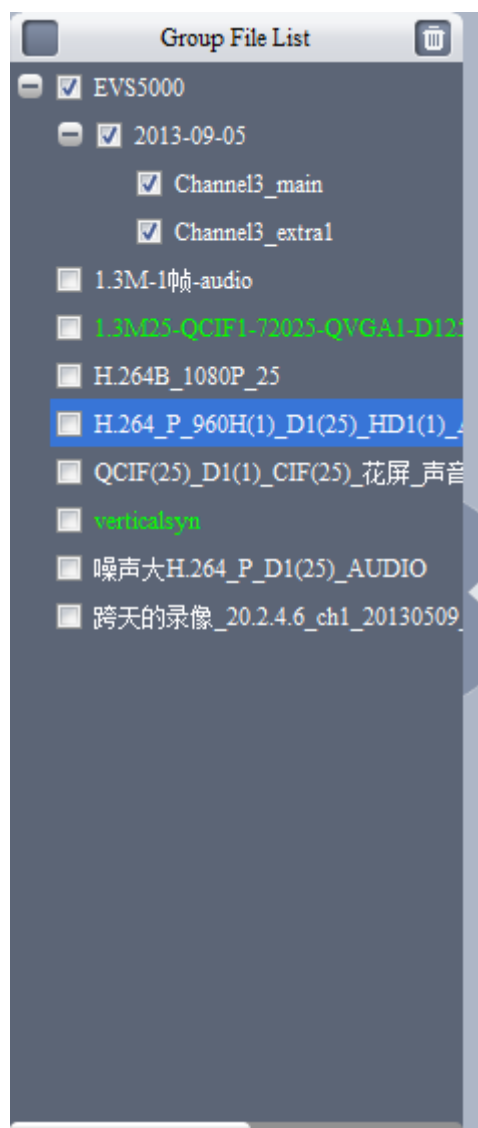 Group File List
EVS5000
2013-09-05
Channel3_main
Channel3_extra1
1.3M-1帧-audio
1.3M25-QCIF1-72025-QVGA1-D125
H.264B_1080P_25
H.264_P_960H(1)_D1(25)_HD1(1)_A
QCIF(25)_D1(1)_CIF(25)_花屏_声音
verticalsyn
噪声大H.264_P_D1(25)_AUDIO
跨天的录像_20.2.4.6_ch1_20130509_